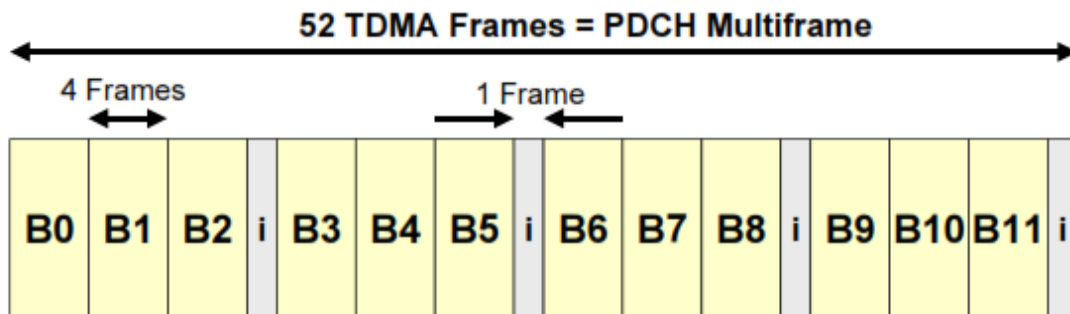 52 TDMA Frames = PDCH Multiframe
4 Frames 1 Frame
B0 B1 B2 i B3 B4 B5 i B6 B7 B8 i B9 B10 B11 i